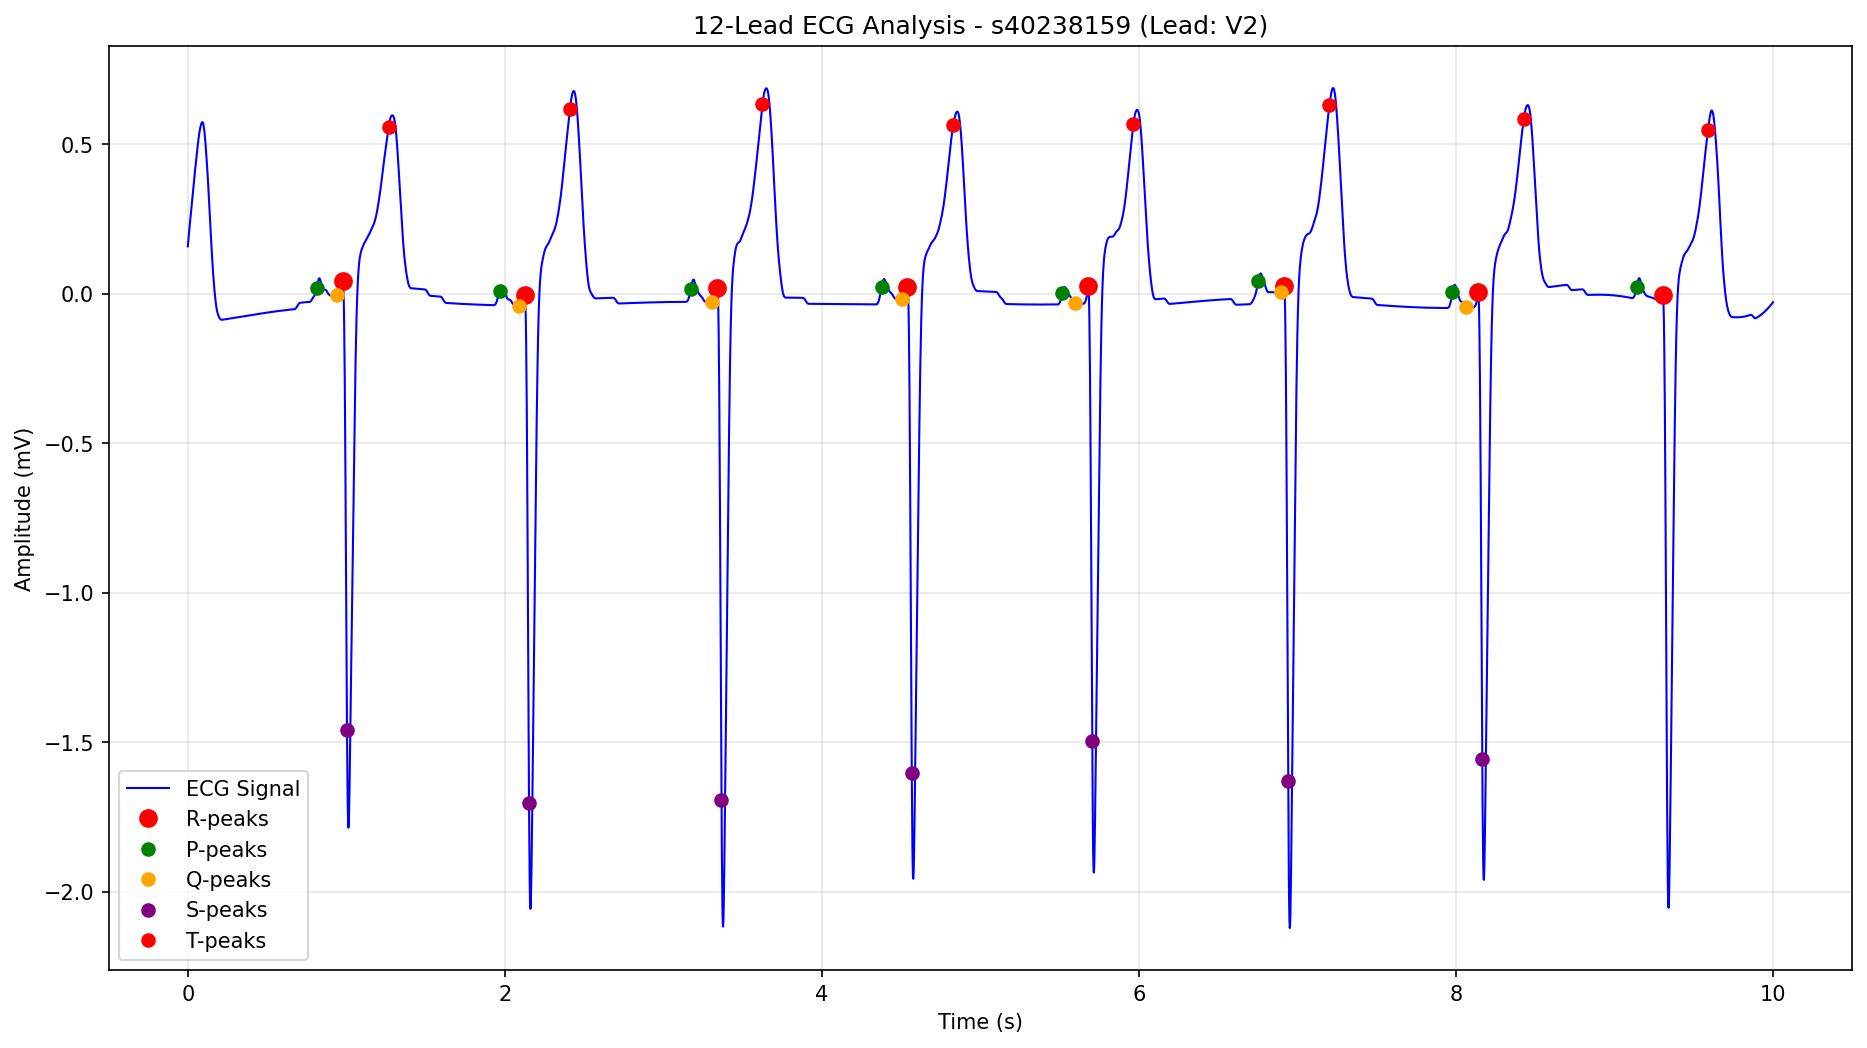 12-Lead ECG Analysis - s40238159 (Lead: V2)
Amplitude (mV)
0.5
0.0
−0.5
−1.0
−1.5
−2.0
ECG Signal
R-peaks
P-peaks
Q-peaks
S-peaks
T-peaks
0 2 4 6 8 10
Time (s)